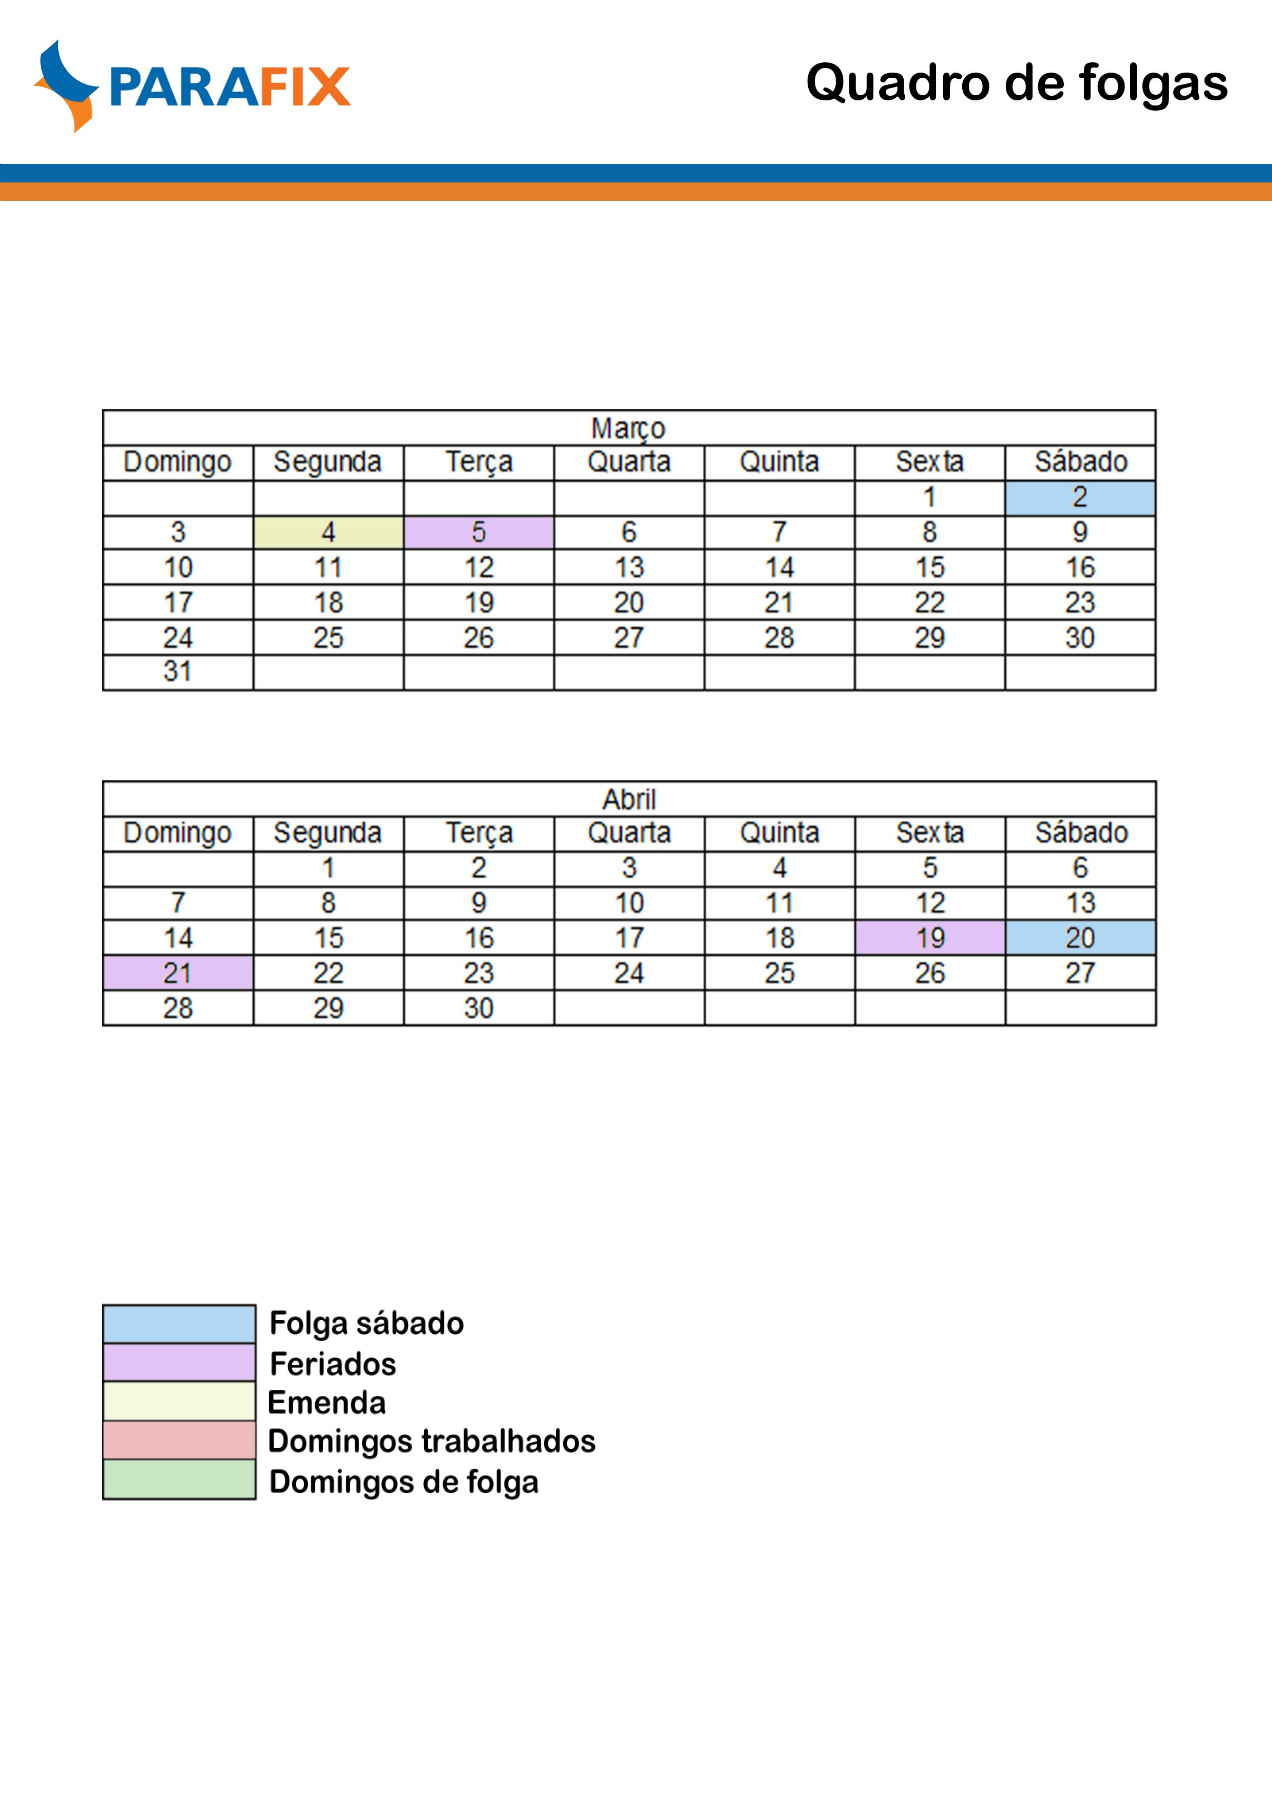 PARAFIX
Quadro de folgas
Março
Domingo Segunda Terça Quarta Quinta Sexta Sábado
1 2
3 4 5 6 7 8 9
10 11 12 13 14 15 16
17 18 19 20 21 22 23
24 25 26 27 28 29 30
31
Abril
Domingo Segunda Terça Quarta Quinta Sexta Sábado
1 2 3 4 5 6
7 8 9 10 11 12 13
14 15 16 17 18 19 20
21 22 23 24 25 26 27
28 29 30
Folga sábado
Feriados
Emenda
Domingos trabalhados
Domingos de folga